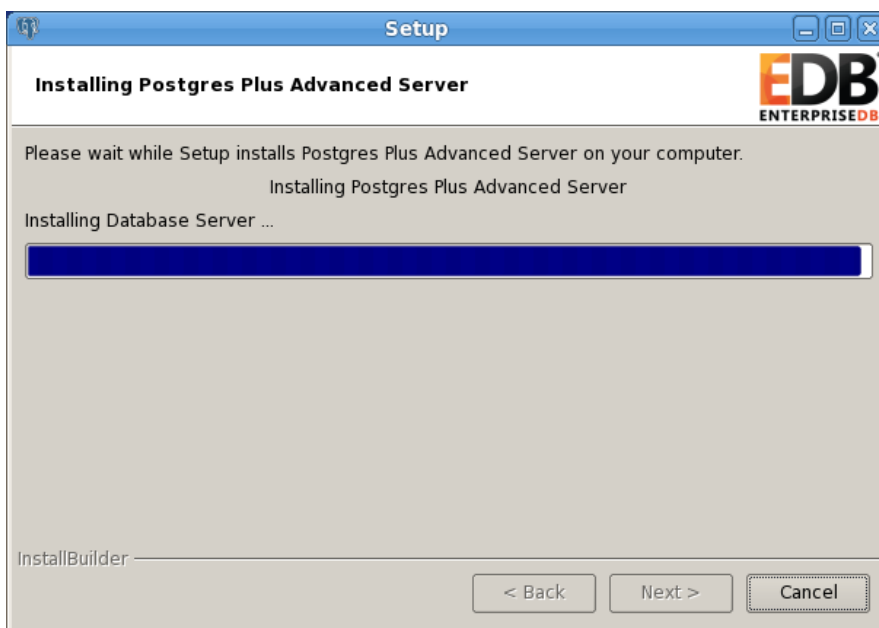 Setup
Installing Postgres Plus Advanced Server
EDB
ENTERPRISEDB
Please wait while Setup installs Postgres Plus Advanced Server on your computer.
Installing Postgres Plus Advanced Server
Installing Database Server ...
InstallBuilder
< Back
Next >
Cancel